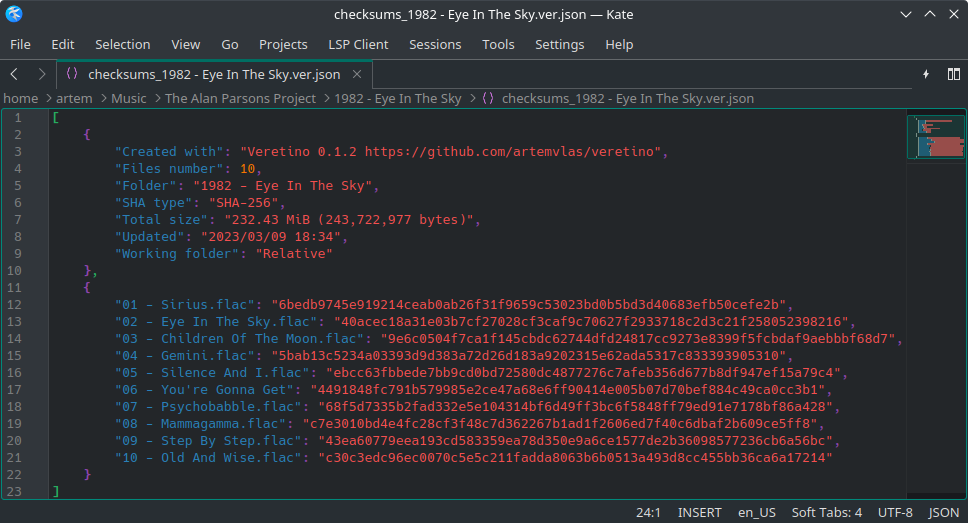 checksums_1982 - Eye In The Sky.ver.json — Kate
File Edit Selection View Go Projects LSP Client Sessions Tools Settings Help
checksums_1982 - Eye In The Sky.ver.json
home > artem > Music > The Alan Parsons Project > 1982 - Eye In The Sky > checksums_1982 - Eye In The Sky.ver.json
1 [
2 {
3 "Created with": "Veretino 0.1.2 https://github.com/artemvlas/veretino",
4 "Files number": 10,
5 "Folder": "1982 - Eye In The Sky",
6 "SHA type": "SHA-256",
7 "Total size": "232.43 MiB (243,722,977 bytes)",
8 "Updated": "2023/03/09 18:34",
9 "Working folder": "Relative"
10 },
11 {
12 "01 - Sirius.flac": "6bedb9745e919214ceab0ab26f31f9659c53023bd0b5bd3d40683efb50cefe2b",
13 "02 - Eye In The Sky.flac": "40acec18a31e03b7cf27028cf3caf9c70627f2933718c2d3c21f258052398216",
14 "03 - Children Of The Moon.flac": "9e6c0504f7ca1f145cbdc62744dfd24817cc9273e8399f5fcbdaf9aebbbf68d7",
15 "04 - Gemini.flac": "5bab13c5234a03393d9d383a72d26d183a9202315e62ada5317c833393905310",
16 "05 - Silence And I.flac": "ebcc63fbbede7bb9cd0bd72580dc4877276c7afeb356d677b8df947ef15a79c4",
17 "06 - You're Gonna Get": "4491848fc791b579985e2ce47a68e6ff90414e005b07d70bef884c49ca0cc3b1",
18 "07 - Psychobabble.flac": "68f5d7335b2fad332e5e104314bf6d49ff3bc6f5848ff79ed91e7178bf86a428",
19 "08 - Mammagamma.flac": "c7e3010bd4e4fc28cf3f48c7d362267b1ad1f2606ed7f40c6dbaf2b609ce5ff8",
20 "09 - Step By Step.flac": "43ea60779eea193cd583359ea78d350e9a6ce1577de2b36098577236cb6a56bc",
21 "10 - Old And Wise.flac": "c30c3edc96ec0070c5e5c211fadda8063b6b0513a493d8cc455bb36ca6a17214"
22 }
23 ]
24:1 INSERT en_US Soft Tabs: 4 UTF-8 JSON